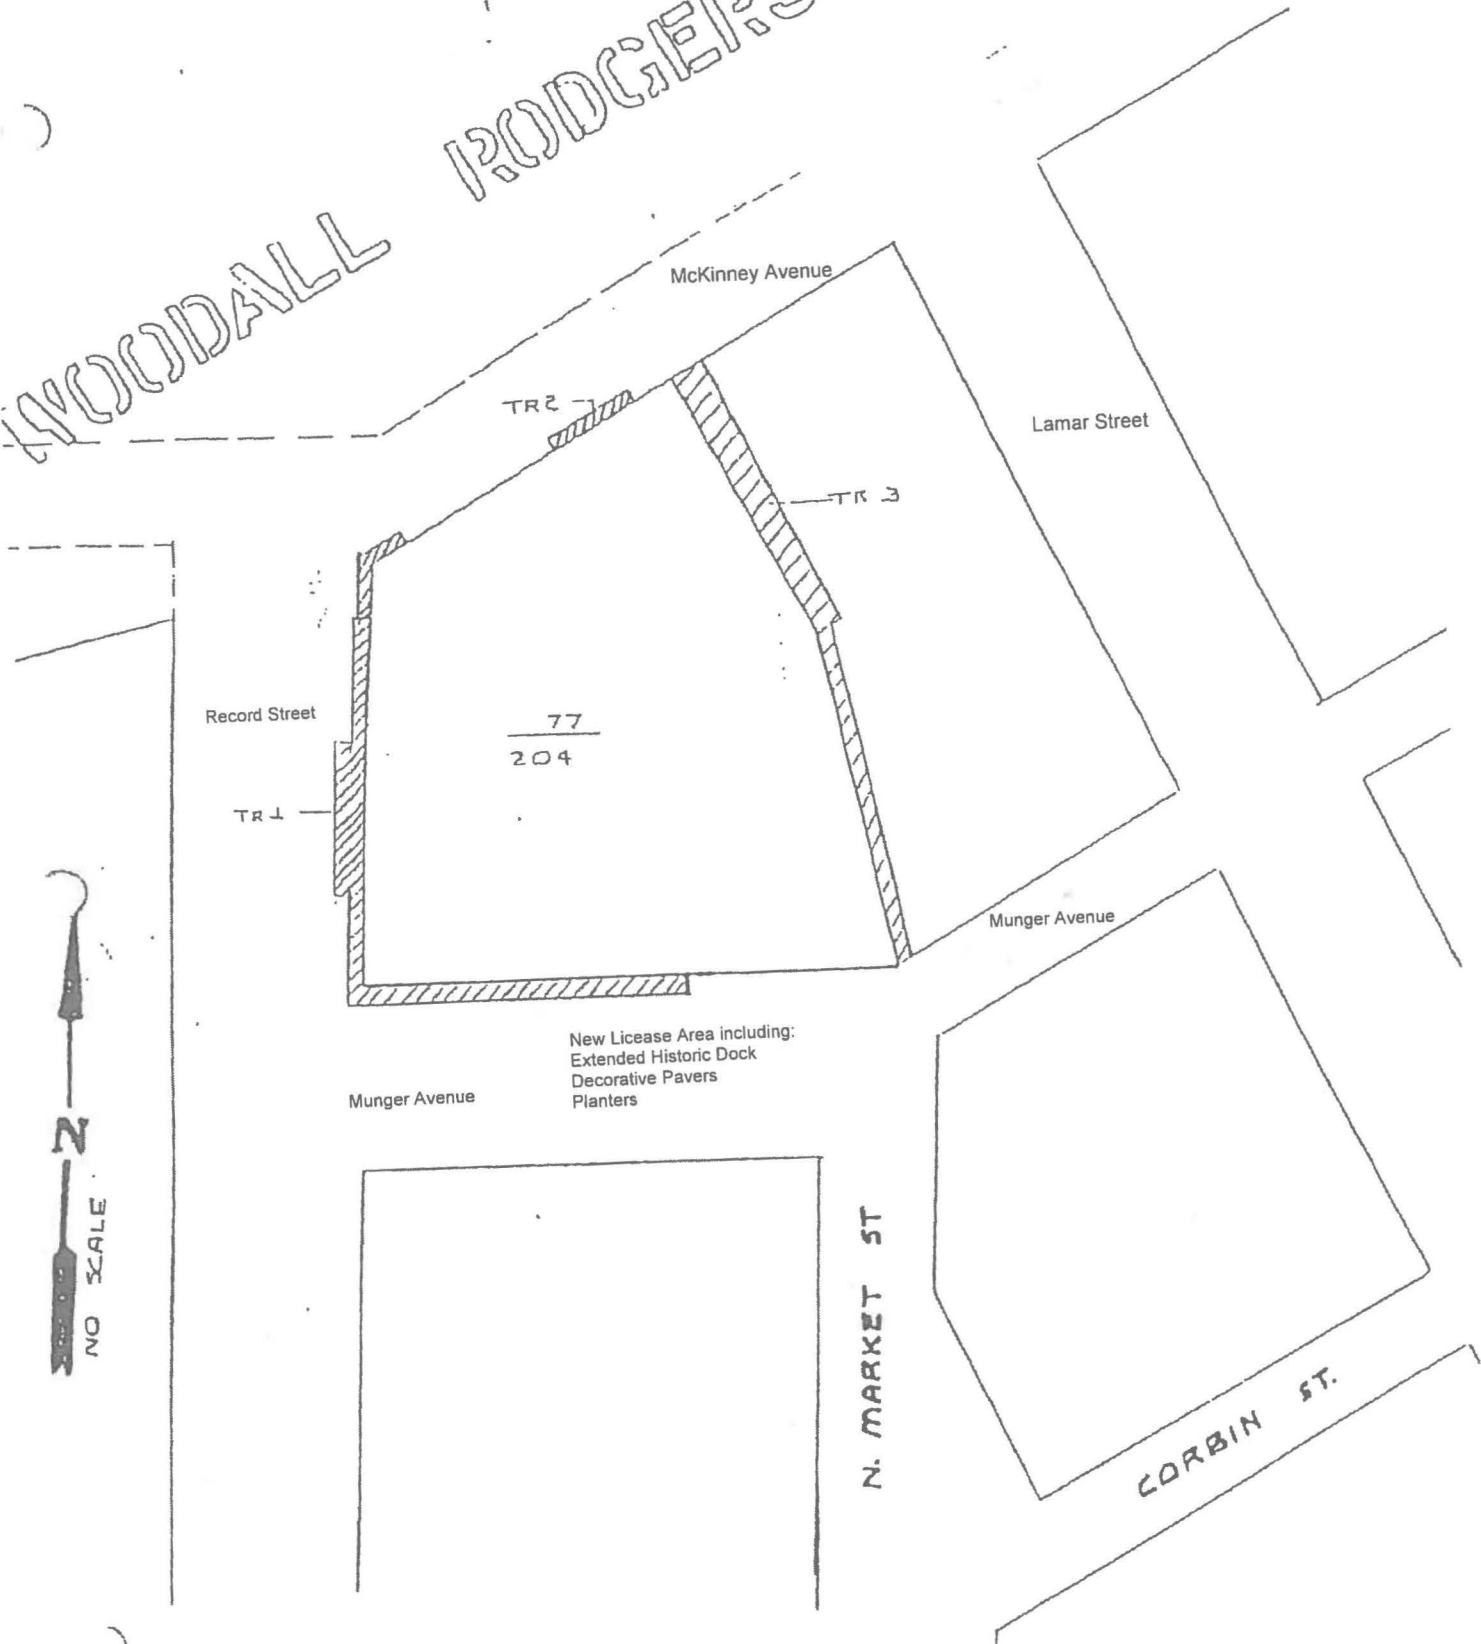 WOODALL RODGERS
McKinney Avenue
TR2
Lamar Street
TR 3
Record Street
77
204
TR1
Munger Avenue
New Licease Area including:
Extended Historic Dock
Decorative Pavers
Planters
Munger Avenue
N
NO SCALE
N. MARKET ST
CORBIN ST.